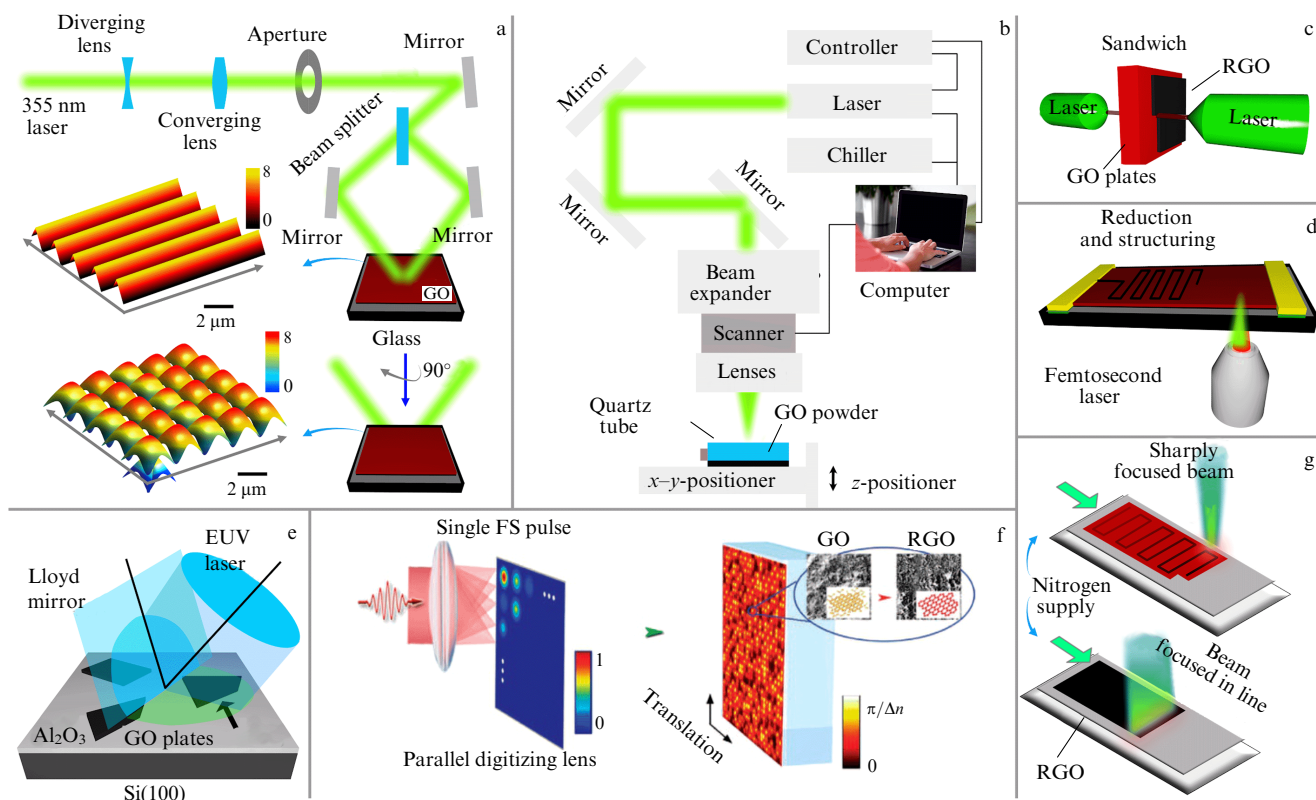 a
Diverging
lens
Aperture
Mirror
355 nm
laser
Converging
lens
Beam splitter
8
0
Mirror
Mirror
GO
2 μm
Glass
8
0
90°
2 μm
b
Controller
Mirror
Laser
Chiller
Mirror
Mirror
Beam
expander
Computer
Scanner
Lenses
Quartz
tube
GO powder
x–y-positioner
z-positioner
c
Sandwich
RGO
Laser
Laser
GO plates
d
Reduction
and structuring
Femtosecond
laser
e
EUV
laser
Lloyd
mirror
Al₂O₃
GO plates
Si(100)
f
Single FS pulse
GO
RGO
1
0
Parallel digitizing lens
Translation
π/Δn
0
g
Sharply
focused beam
Nitrogen
supply
Beam
focused in line
RGO